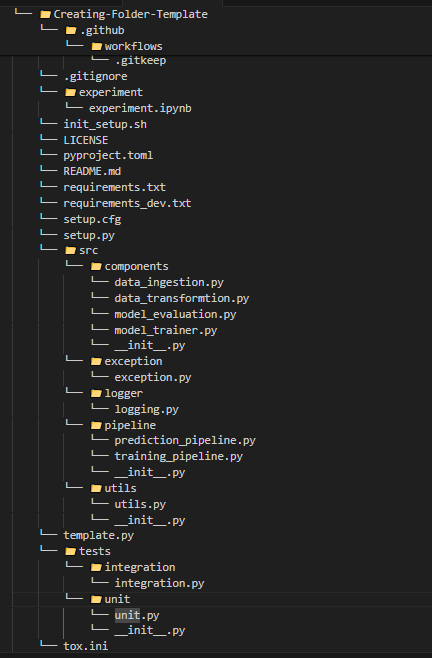 Creating-Folder-Template
.github
workflows
.gitkeep
.gitignore
experiment
experiment.ipynb
init_setup.sh
LICENSE
pyproject.toml
README.md
requirements.txt
requirements_dev.txt
setup.cfg
setup.py
src
components
data_ingestion.py
data_transformtion.py
model_evaluation.py
model_trainer.py
__init__.py
exception
exception.py
logger
logging.py
pipeline
prediction_pipeline.py
training_pipeline.py
__init__.py
utils
utils.py
__init__.py
template.py
tests
integration
integration.py
unit
unit.py
__init__.py
tox.ini